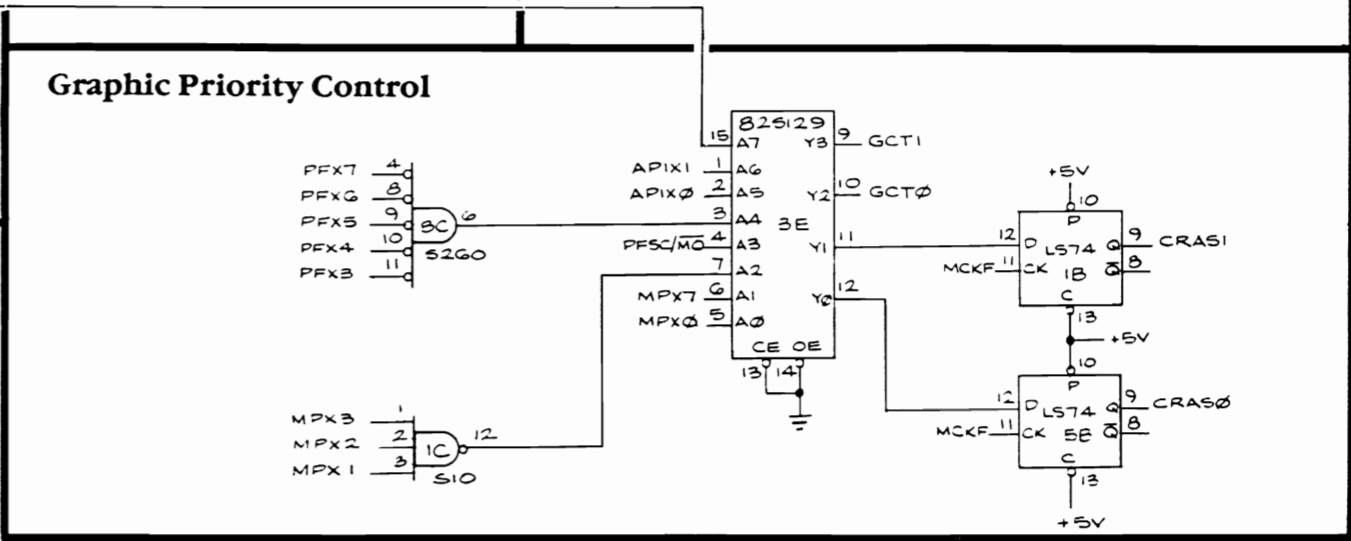 Graphic Priority Control
PFX7 4
PFX6 8
PFX5 9
PFX4 10
PFX3 11
8C 6
S260
MPX3 1
MPX2 2
MPX1 3
1C 12
S10
82S129
3E
15 A7
APIX1 1 A6
APIXØ 2 A5
3 A4
PFSC/M̅O̅ 4 A3
7 A2
MPX7 6 A1
MPXØ 5 AØ
CE OE
13 14
Y3 9 GCT1
Y2 10 GCTØ
Y1 11
YØ 12
+5V
10
P
12 D LS74 Q 9 CRAS1
MCKF 11 CK 1B Q̅ 8
C
13
+5V
10
P
12 D LS74 Q 9 CRASØ
MCKF 11 CK 5E Q̅ 8
C
13
+5V